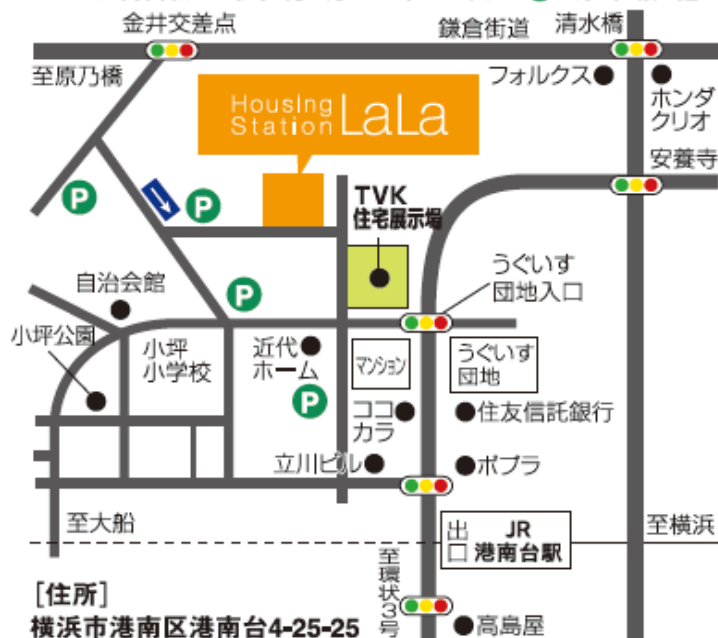 金井交差点
鎌倉街道
清水橋
至原乃橋
フォルクス
ホンダ
クリオ
Housing
Station LaLa
安養寺
P
P
TVK
住宅展示場
うぐいす
団地入口
自治会館
P
小坪公園
小坪
小学校
近代
ホーム
マンション
うぐいす
団地
P
ココ
カラ
住友信託銀行
立川ビル
ポプラ
至大船
出口
JR
港南台駅
至横浜
至環状3号
[住所]
横浜市港南区港南台4-25-25
高島屋